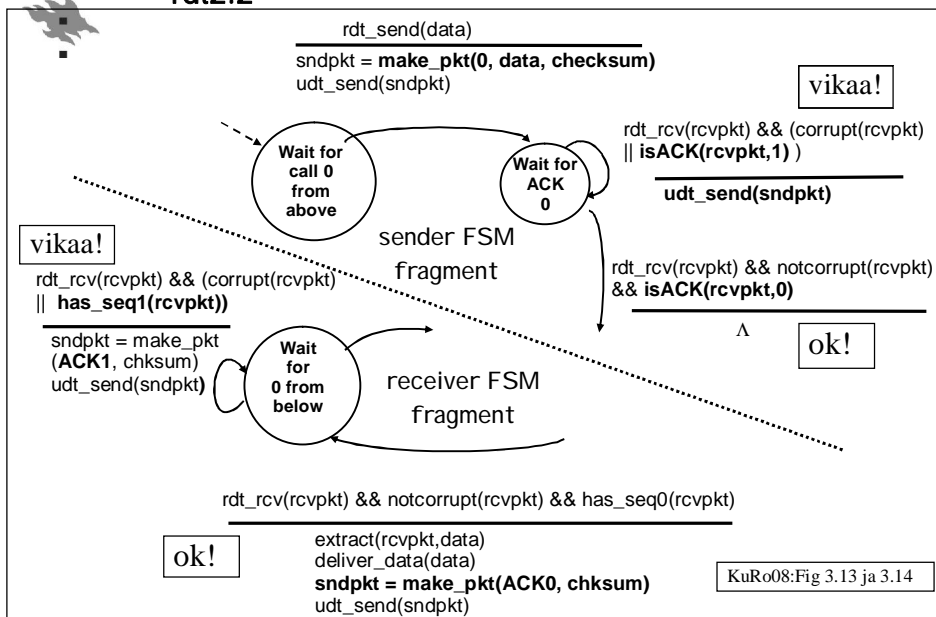 rdt2.2
rdt_send(data)
sndpkt = make_pkt(0, data, checksum)
udt_send(sndpkt)
vikaa!
rdt_rcv(rcvpkt) && (corrupt(rcvpkt)
|| isACK(rcvpkt,1) )
udt_send(sndpkt)
Wait for
call 0
from
above
Wait for
ACK
0
sender FSM
fragment
rdt_rcv(rcvpkt) && notcorrupt(rcvpkt)
&& isACK(rcvpkt,0)
Λ
ok!
vikaa!
rdt_rcv(rcvpkt) && (corrupt(rcvpkt)
|| has_seq1(rcvpkt))
sndpkt = make_pkt
(ACK1, chksum)
udt_send(sndpkt)
Wait
for
0 from
below
receiver FSM
fragment
rdt_rcv(rcvpkt) && notcorrupt(rcvpkt) && has_seq0(rcvpkt)
ok!
extract(rcvpkt,data)
deliver_data(data)
sndpkt = make_pkt(ACK0, chksum)
udt_send(sndpkt)
KuRo08:Fig 3.13 ja 3.14